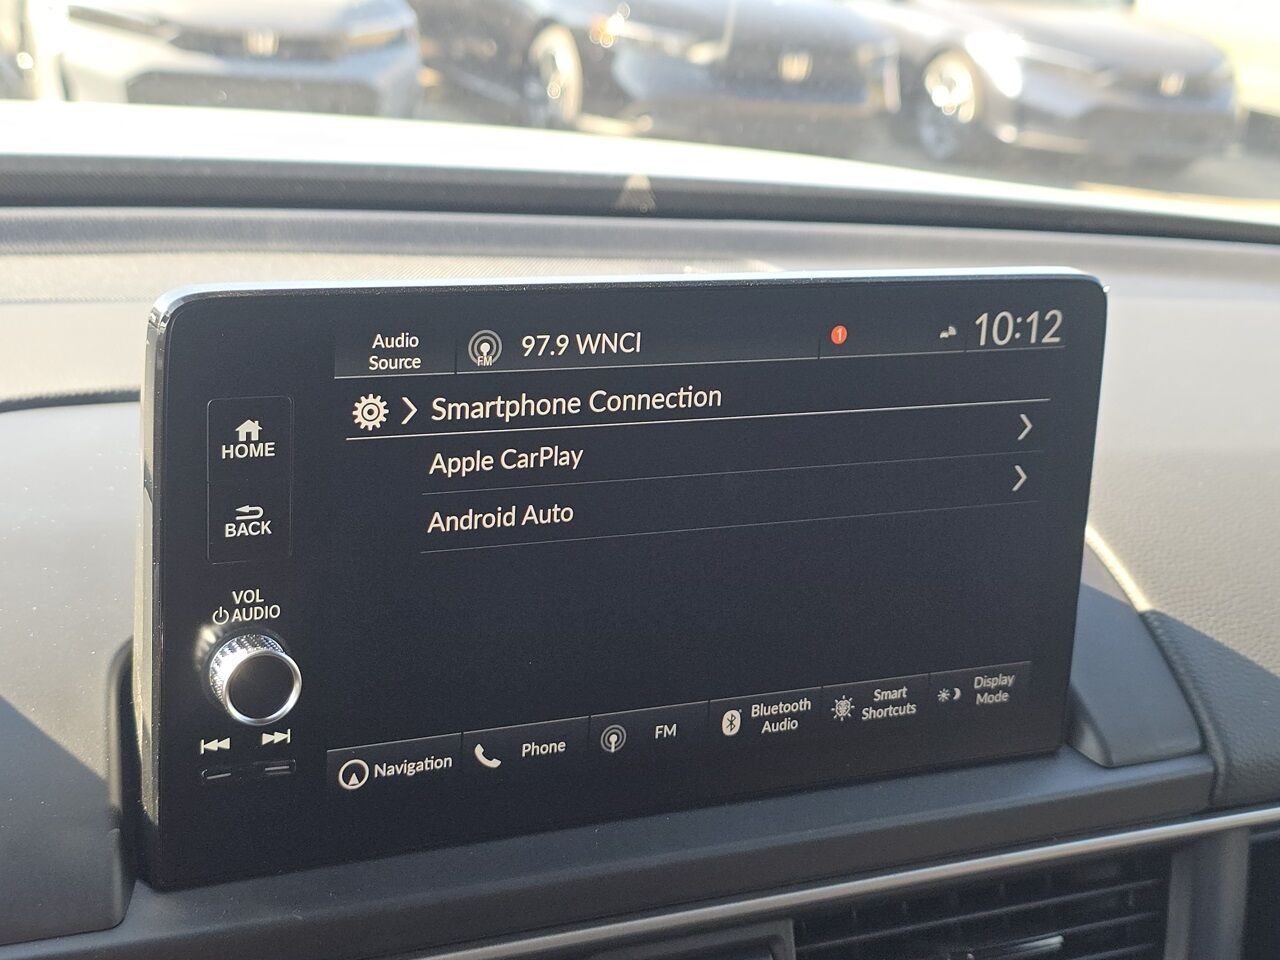 Audio
Source
FM
97.9 WNCI
1
10:12
Smartphone Connection
Apple CarPlay
Android Auto
HOME
BACK
VOL
AUDIO
Navigation
Phone
FM
Bluetooth
Audio
Smart
Shortcuts
Display
Mode